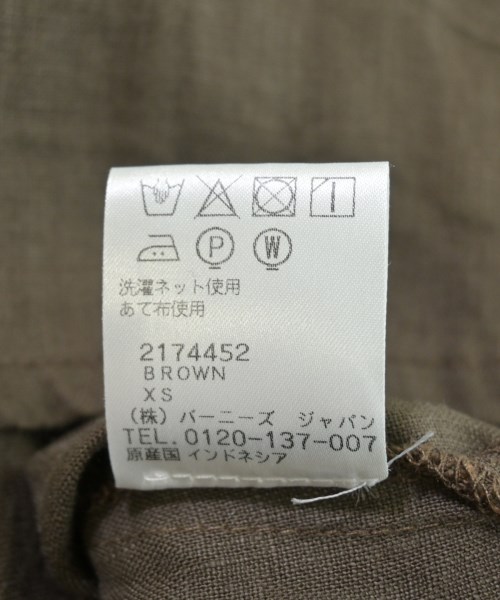 P W
洗濯ネット使用
あて布使用
2174452
BROWN
XS
(株) バーニーズ ジャパン
TEL. 0120-137-007
原産国 インドネシア